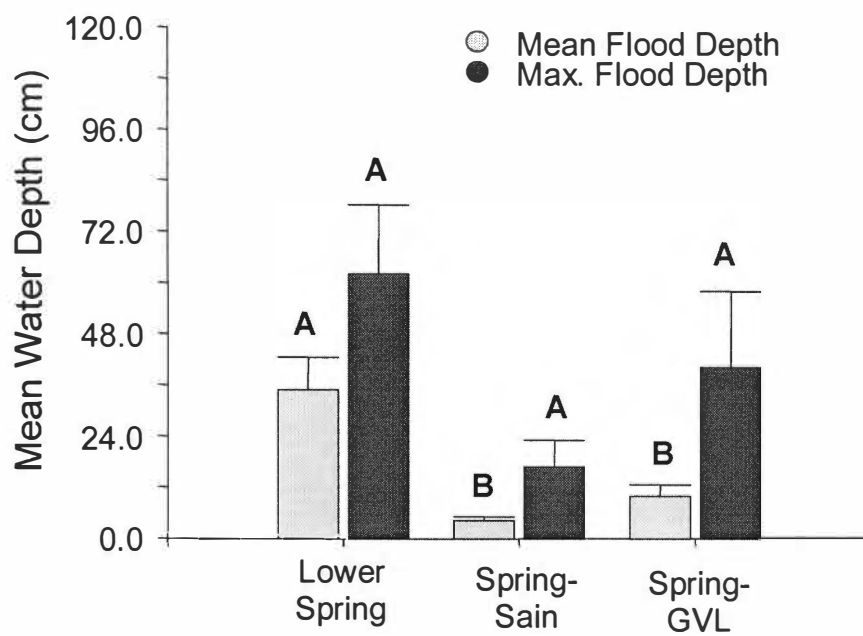 120.0
96.0
72.0
48.0
24.0
0.0
Mean Water Depth (cm)
Mean Flood Depth
Max. Flood Depth
A
A
B
A
B
A
Lower
Spring
Spring-
Sain
Spring-
GVL